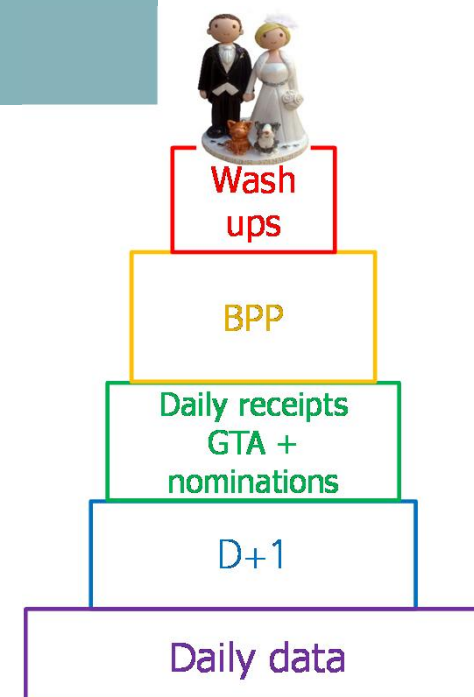 Wash
ups
BPP
Daily receipts
GTA +
nominations
D+1
Daily data